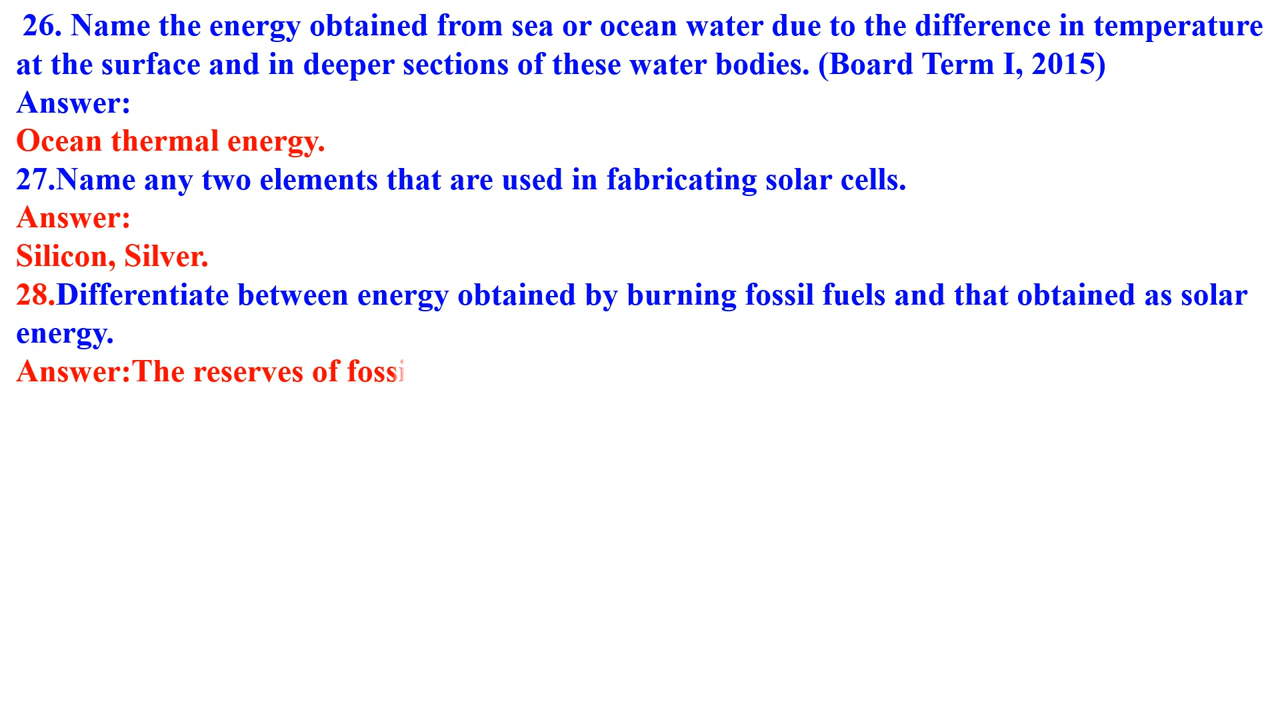 26. Name the energy obtained from sea or ocean water due to the difference in temperature
at the surface and in deeper sections of these water bodies. (Board Term I, 2015)
Answer:
Ocean thermal energy.
27.Name any two elements that are used in fabricating solar cells.
Answer:
Silicon, Silver.
28.Differentiate between energy obtained by burning fossil fuels and that obtained as solar
energy.
Answer:The reserves of fossi